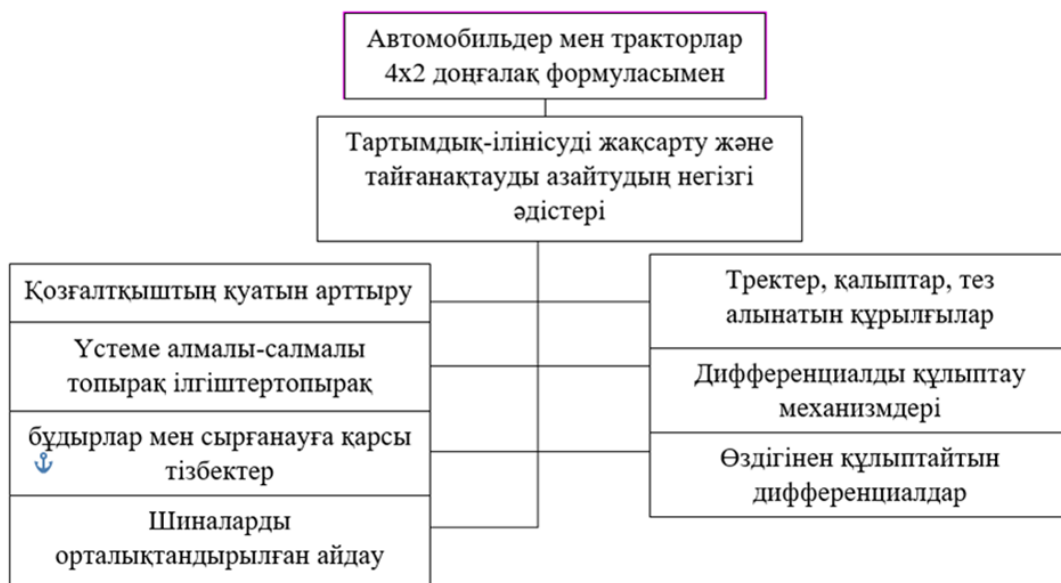 Автомобильдер мен тракторлар
4х2 доңғалақ формуласымен
Тартымдық-ілінісуді жақсарту және
тайғанақтауды азайтудың негізгі
әдістері
Қозғалтқыштың қуатын арттыру
Үстеме алмалы-салмалы
топырақ ілгіштертопырақ
бұдырлар мен сырғанауға қарсы
тізбектер
Шиналарды
орталықтандырылған айдау
Тректер, қалыптар, тез
алынатын құрылғылар
Дифференциалды құлыптау
механизмдері
Өздігінен құлыптайтын
дифференциалдар